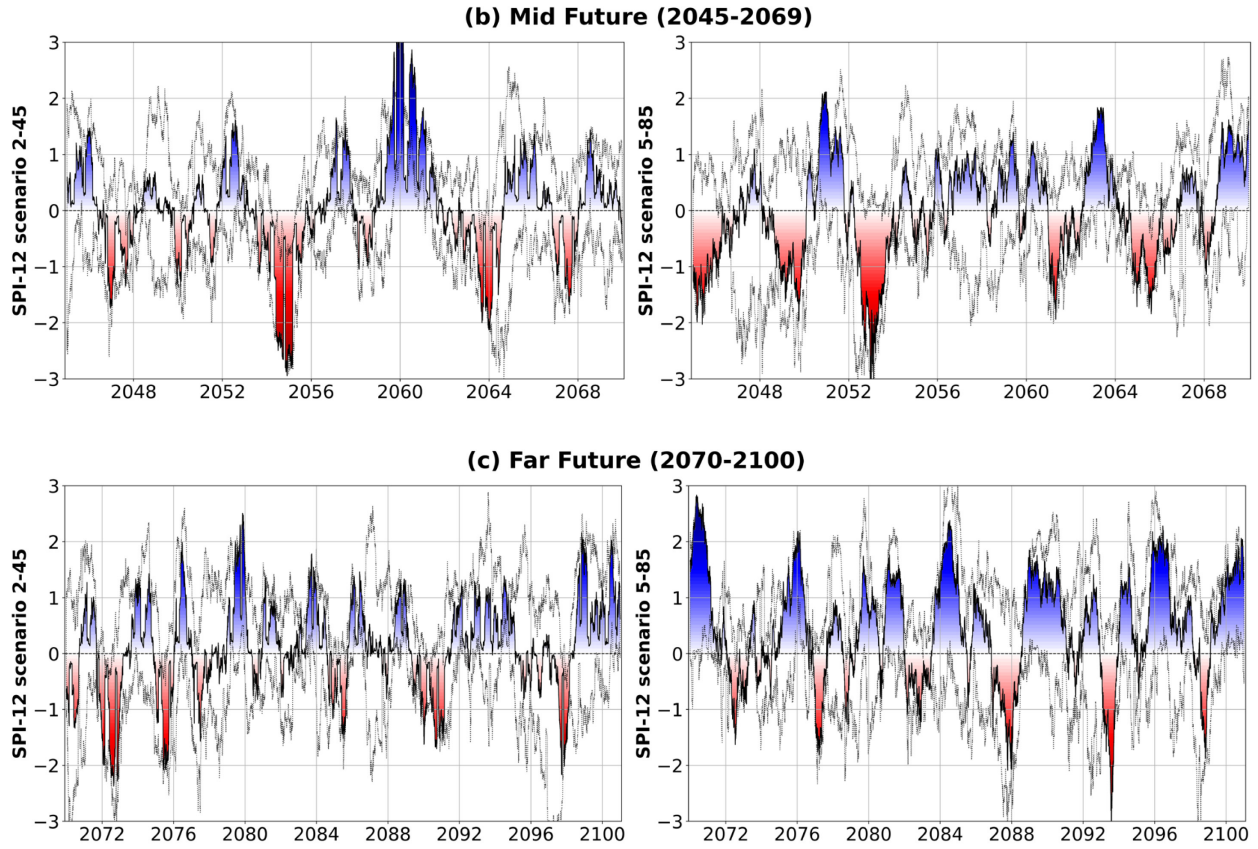 (b) Mid Future (2045-2069)
SPI-12 scenario 2-45
3
2
1
0
−1
−2
−3
2048 2052 2056 2060 2064 2068
SPI-12 scenario 5-85
3
2
1
0
−1
−2
−3
2048 2052 2056 2060 2064 2068
(c) Far Future (2070-2100)
SPI-12 scenario 2-45
3
2
1
0
−1
−2
−3
2072 2076 2080 2084 2088 2092 2096 2100
SPI-12 scenario 5-85
3
2
1
0
−1
−2
−3
2072 2076 2080 2084 2088 2092 2096 2100